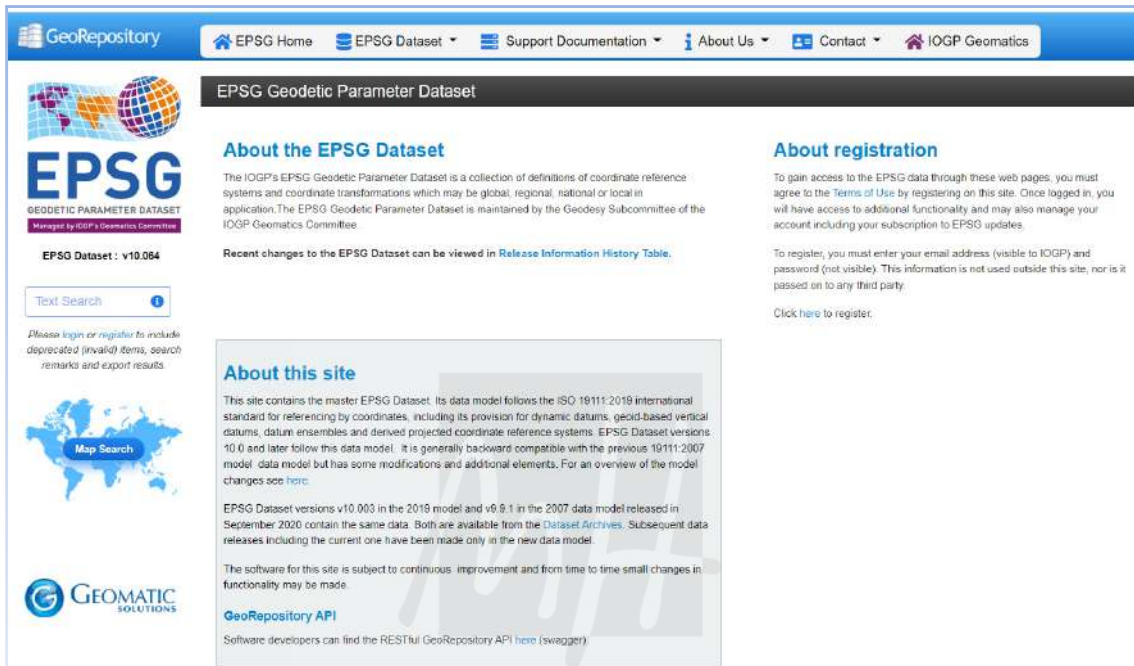 GeoRepository
EPSG Home
EPSG Dataset
Support Documentation
About Us
Contact
IOGP Geomatics
EPSG
GEODETIC PARAMETER DATASET
Managed by IOGP's Geomatics Committee
EPSG Dataset : v10.064
Text Search
Please login or register to include
deprecated (invalid) items, search
remarks and export results.
Map Search
GEOMATIC
SOLUTIONS
EPSG Geodetic Parameter Dataset
About the EPSG Dataset
The IOGP's EPSG Geodetic Parameter Dataset is a collection of definitions of coordinate reference
systems and coordinate transformations which may be global, regional, national or local in
application.The EPSG Geodetic Parameter Dataset is maintained by the Geodesy Subcommittee of the
IOGP Geomatics Committee.
Recent changes to the EPSG Dataset can be viewed in Release Information History Table.
About registration
To gain access to the EPSG data through these web pages, you must
agree to the Terms of Use by registering on this site. Once logged in, you
will have access to additional functionality and may also manage your
account including your subscription to EPSG updates.
To register, you must enter your email address (visible to IOGP) and
password (not visible). This information is not used outside this site, nor is it
passed on to any third party.
Click here to register.
About this site
This site contains the master EPSG Dataset. Its data model follows the ISO 19111:2019 international
standard for referencing by coordinates, including its provision for dynamic datums, geoid-based vertical
datums, datum ensembles and derived projected coordinate reference systems. EPSG Dataset versions
10.0 and later follow this data model. It is generally backward compatible with the previous 19111:2007
model data model but has some modifications and additional elements. For an overview of the model
changes see here.
EPSG Dataset versions v10.003 in the 2019 model and v9.9.1 in the 2007 data model released in
September 2020 contain the same data. Both are available from the Dataset Archives. Subsequent data
releases including the current one have been made only in the new data model.
The software for this site is subject to continuous improvement and from time to time small changes in
functionality may be made.
GeoRepository API
Software developers can find the RESTful GeoRepository API here (swagger).